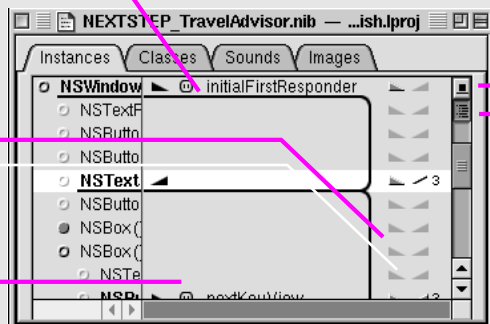 NEXTSTEP_TravelAdvisor.nib — ...ish.lproj
Instances Classes Sounds Images
NSWindow initialFirstResponder
NSTextF
NSButto
NSButto
NSText 3
NSButto
NSBox (
NSBox (
NSTe
nextKeyView